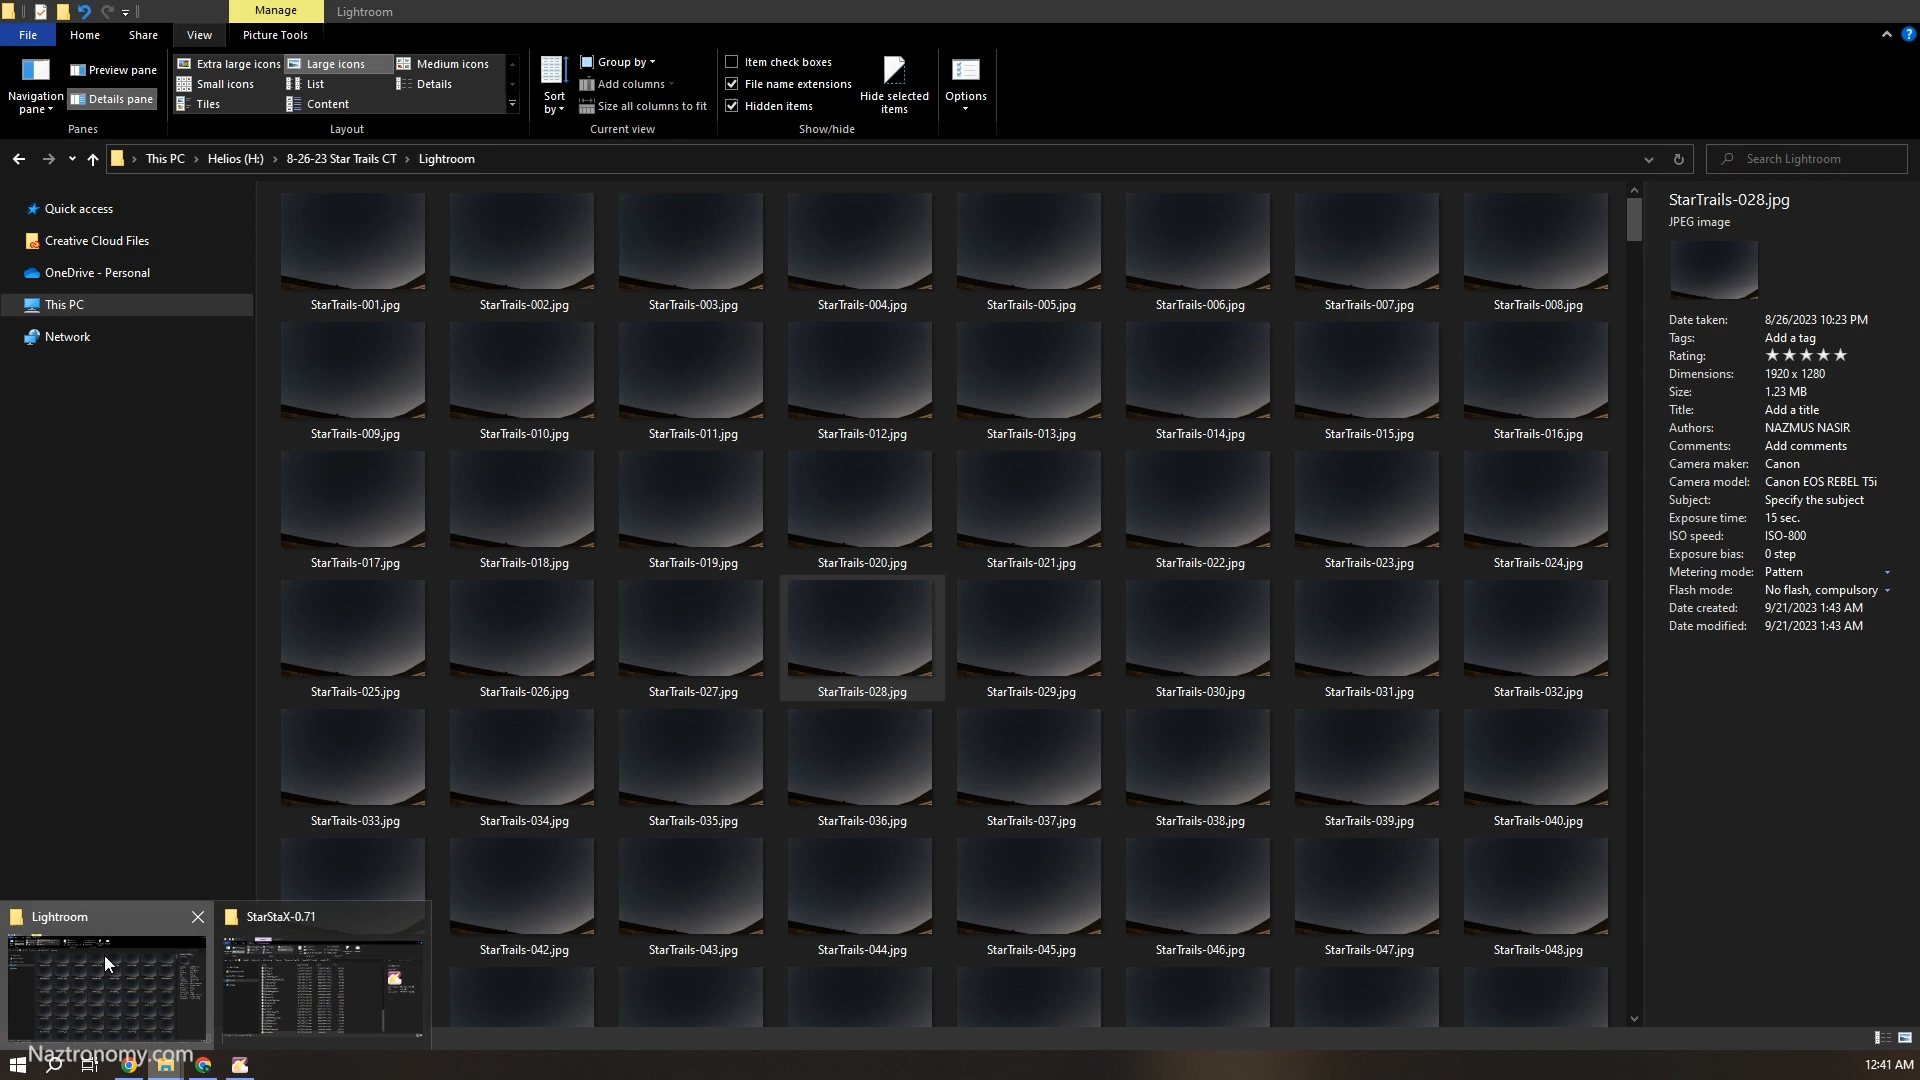 Manage
Lightroom
File
Home
Share
View
Picture Tools
Navigation pane
Preview pane
Details pane
Panes
Extra large icons
Large icons
Medium icons
Small icons
List
Details
Tiles
Content
Layout
Sort by
Group by
Add columns
Size all columns to fit
Current view
Item check boxes
File name extensions
Hidden items
Hide selected items
Show/hide
Options
This PC
Helios (H:)
8-26-23 Star Trails CT
Lightroom
Search Lightroom
Quick access
Creative Cloud Files
OneDrive - Personal
This PC
Network
StarTrails-001.jpg
StarTrails-002.jpg
StarTrails-003.jpg
StarTrails-004.jpg
StarTrails-005.jpg
StarTrails-006.jpg
StarTrails-007.jpg
StarTrails-008.jpg
StarTrails-009.jpg
StarTrails-010.jpg
StarTrails-011.jpg
StarTrails-012.jpg
StarTrails-013.jpg
StarTrails-014.jpg
StarTrails-015.jpg
StarTrails-016.jpg
StarTrails-017.jpg
StarTrails-018.jpg
StarTrails-019.jpg
StarTrails-020.jpg
StarTrails-021.jpg
StarTrails-022.jpg
StarTrails-023.jpg
StarTrails-024.jpg
StarTrails-025.jpg
StarTrails-026.jpg
StarTrails-027.jpg
StarTrails-028.jpg
StarTrails-029.jpg
StarTrails-030.jpg
StarTrails-031.jpg
StarTrails-032.jpg
StarTrails-033.jpg
StarTrails-034.jpg
StarTrails-035.jpg
StarTrails-036.jpg
StarTrails-037.jpg
StarTrails-038.jpg
StarTrails-039.jpg
StarTrails-040.jpg
StarTrails-042.jpg
StarTrails-043.jpg
StarTrails-044.jpg
StarTrails-045.jpg
StarTrails-046.jpg
StarTrails-047.jpg
StarTrails-048.jpg
StarTrails-028.jpg
JPEG image
Date taken: 8/26/2023 10:23 PM
Tags: Add a tag
Rating:
Dimensions: 1920 x 1280
Size: 1.23 MB
Title: Add a title
Authors: NAZMUS NASIR
Comments: Add comments
Camera maker: Canon
Camera model: Canon EOS REBEL T5i
Subject: Specify the subject
Exposure time: 15 sec.
ISO speed: ISO-800
Exposure bias: 0 step
Metering mode: Pattern
Flash mode: No flash, compulsory
Date created: 9/21/2023 1:43 AM
Date modified: 9/21/2023 1:43 AM
Lightroom
StarStaX-0.71
Naztronomy.com
12:41 AM